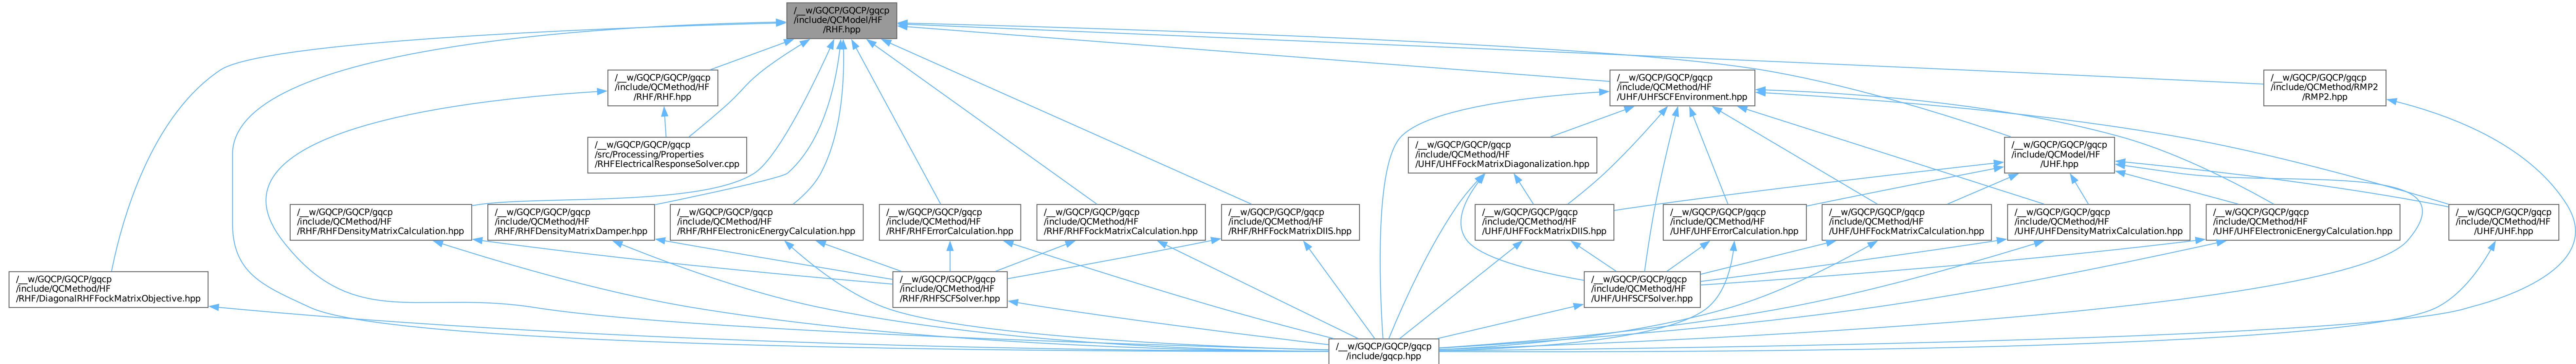 /__w/GQCP/GQCP/gqcp
/include/QCModel/HF
/RHF.hpp
/__w/GQCP/GQCP/gqcp
/include/QCMethod/HF
/RHF/RHF.hpp
/__w/GQCP/GQCP/gqcp
/include/QCMethod/HF
/UHF/UHFSCFEnvironment.hpp
/__w/GQCP/GQCP/gqcp
/include/QCMethod/RMP2
/RMP2.hpp
/__w/GQCP/GQCP/gqcp
/src/Processing/Properties
/RHFElectricalResponseSolver.cpp
/__w/GQCP/GQCP/gqcp
/include/QCMethod/HF
/UHF/UHFFockMatrixDiagonalization.hpp
/__w/GQCP/GQCP/gqcp
/include/QCModel/HF
/UHF.hpp
/__w/GQCP/GQCP/gqcp
/include/QCMethod/HF
/RHF/RHFDensityMatrixCalculation.hpp
/__w/GQCP/GQCP/gqcp
/include/QCMethod/HF
/RHF/RHFDensityMatrixDamper.hpp
/__w/GQCP/GQCP/gqcp
/include/QCMethod/HF
/RHF/RHFElectronicEnergyCalculation.hpp
/__w/GQCP/GQCP/gqcp
/include/QCMethod/HF
/RHF/RHFErrorCalculation.hpp
/__w/GQCP/GQCP/gqcp
/include/QCMethod/HF
/RHF/RHFFockMatrixCalculation.hpp
/__w/GQCP/GQCP/gqcp
/include/QCMethod/HF
/RHF/RHFFockMatrixDIIS.hpp
/__w/GQCP/GQCP/gqcp
/include/QCMethod/HF
/UHF/UHFFockMatrixDIIS.hpp
/__w/GQCP/GQCP/gqcp
/include/QCMethod/HF
/UHF/UHFErrorCalculation.hpp
/__w/GQCP/GQCP/gqcp
/include/QCMethod/HF
/UHF/UHFFockMatrixCalculation.hpp
/__w/GQCP/GQCP/gqcp
/include/QCMethod/HF
/UHF/UHFDensityMatrixCalculation.hpp
/__w/GQCP/GQCP/gqcp
/include/QCMethod/HF
/UHF/UHFElectronicEnergyCalculation.hpp
/__w/GQCP/GQCP/gqcp
/include/QCMethod/HF
/UHF/UHF.hpp
/__w/GQCP/GQCP/gqcp
/include/QCMethod/HF
/RHF/DiagonalRHFFockMatrixObjective.hpp
/__w/GQCP/GQCP/gqcp
/include/QCMethod/HF
/RHF/RHFSCFSolver.hpp
/__w/GQCP/GQCP/gqcp
/include/QCMethod/HF
/UHF/UHFSCFSolver.hpp
/__w/GQCP/GQCP/gqcp
/include/gqcp.hpp